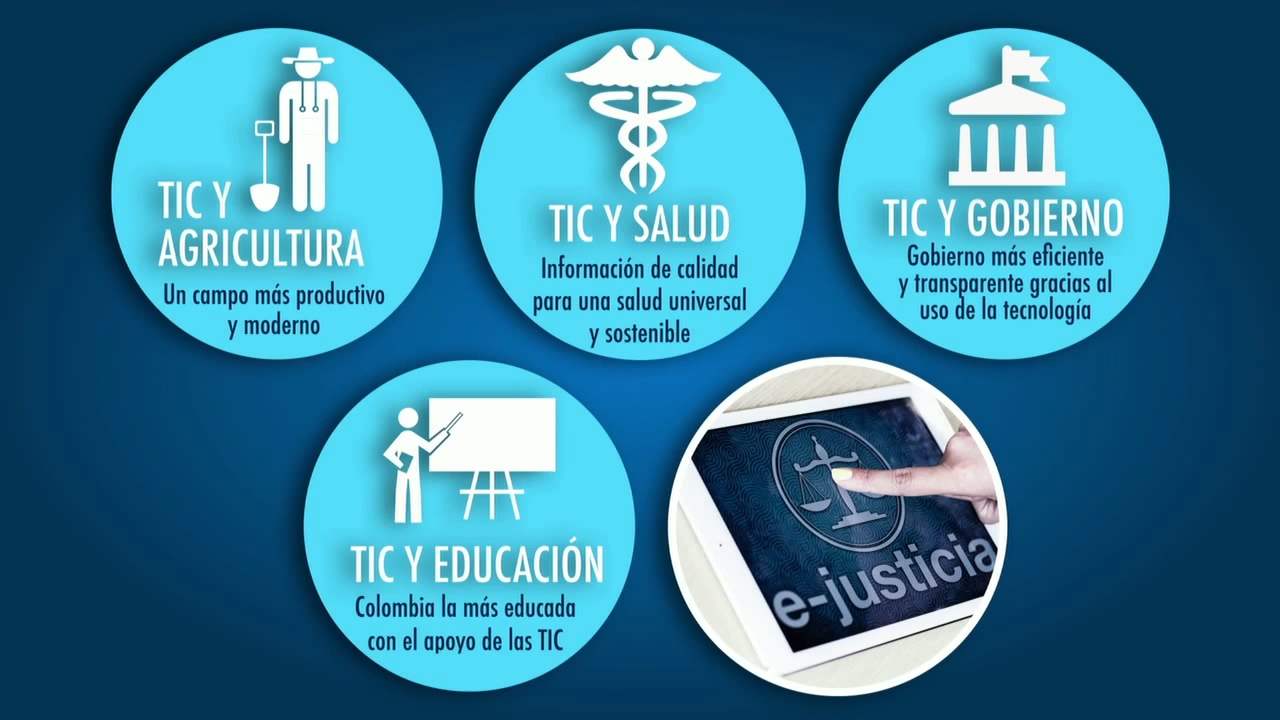 TIC Y
AGRICULTURA
Un campo más productivo
y moderno
TIC Y SALUD
Información de calidad
para una salud universal
y sostenible
TIC Y GOBIERNO
Gobierno más eficiente
y transparente gracias al
uso de la tecnología
TIC Y EDUCACIÓN
Colombia la más educada
con el apoyo de las TIC
e-justicia